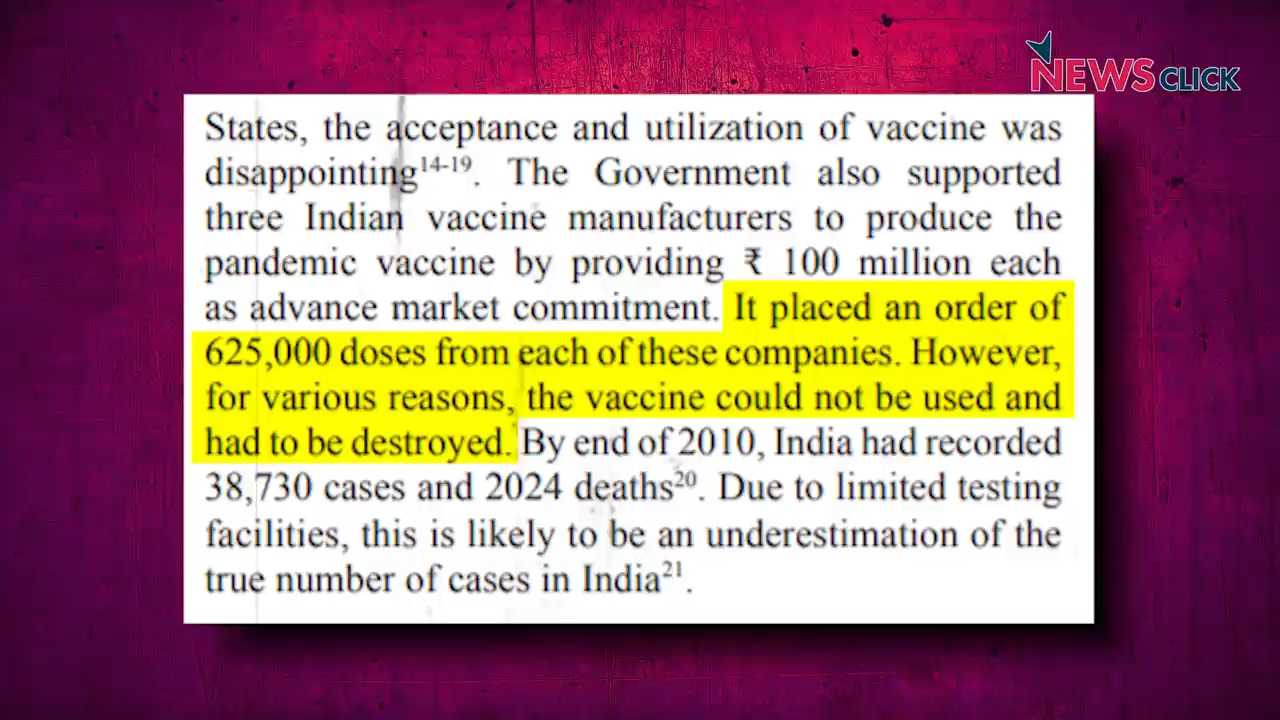 NEWSCLICK
States, the acceptance and utilization of vaccine was
disappointing14-19. The Government also supported
three Indian vaccine manufacturers to produce the
pandemic vaccine by providing ₹ 100 million each
as advance market commitment. It placed an order of
625,000 doses from each of these companies. However,
for various reasons, the vaccine could not be used and
had to be destroyed. By end of 2010, India had recorded
38,730 cases and 2024 deaths20. Due to limited testing
facilities, this is likely to be an underestimation of the
true number of cases in India21.